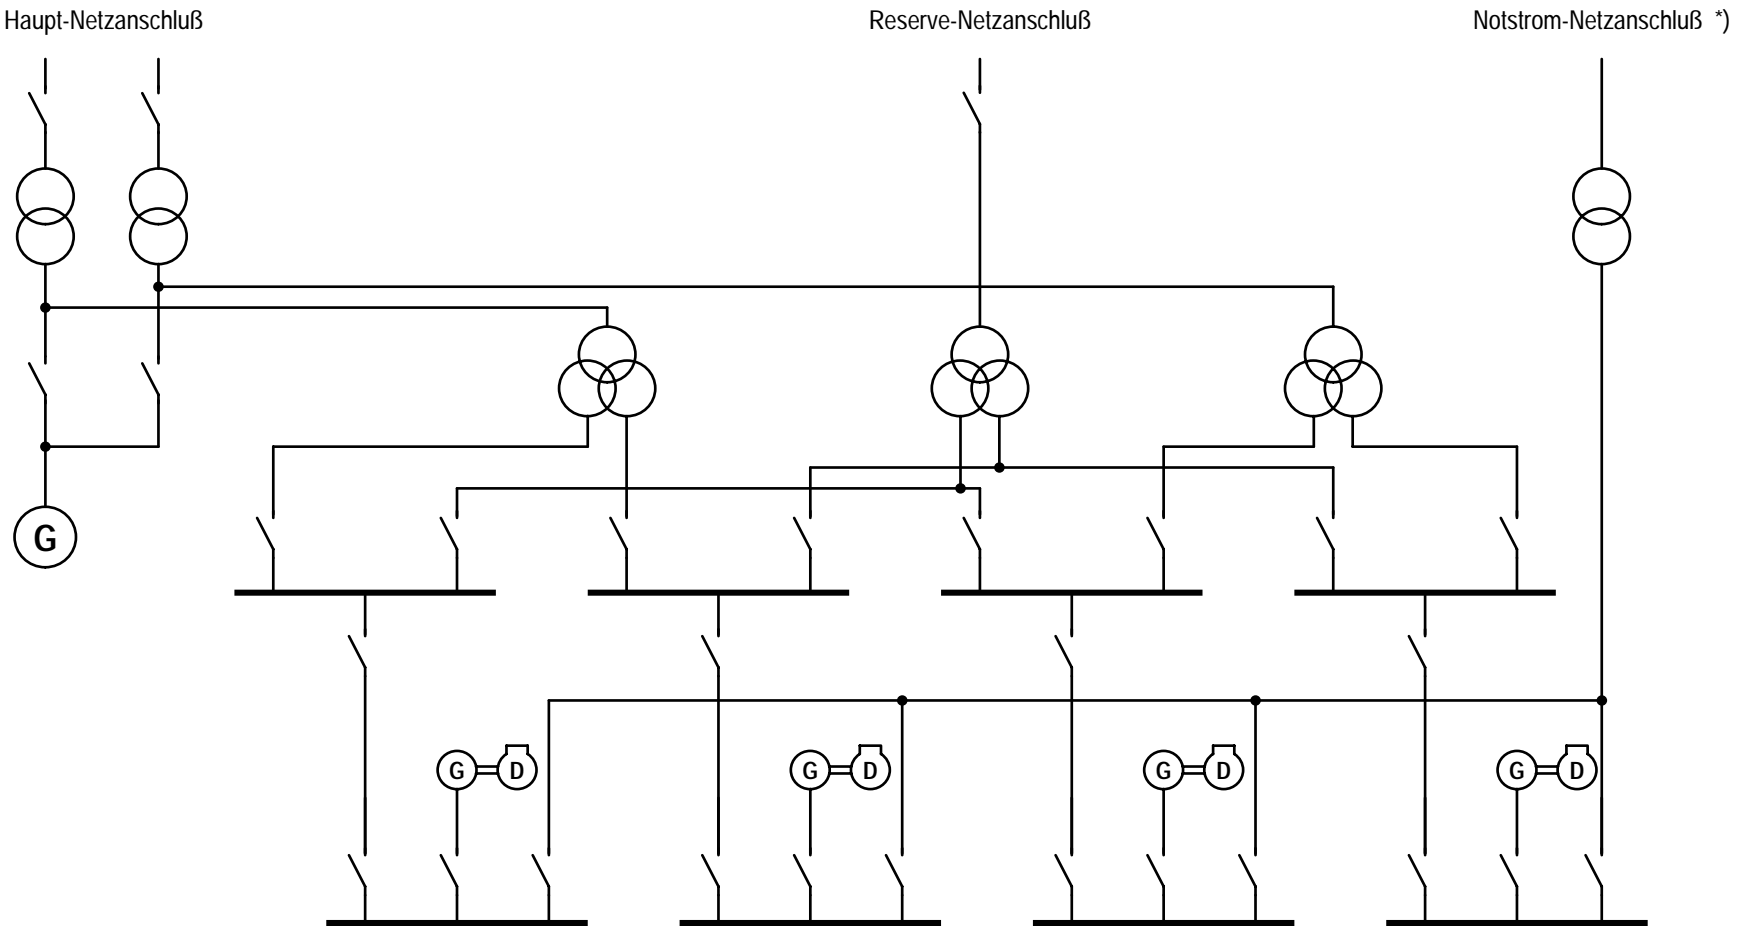 Haupt-Netzanschluß
Reserve-Netzanschluß
Notstrom-Netzanschluß *)
G
G D
G D
G D
G D